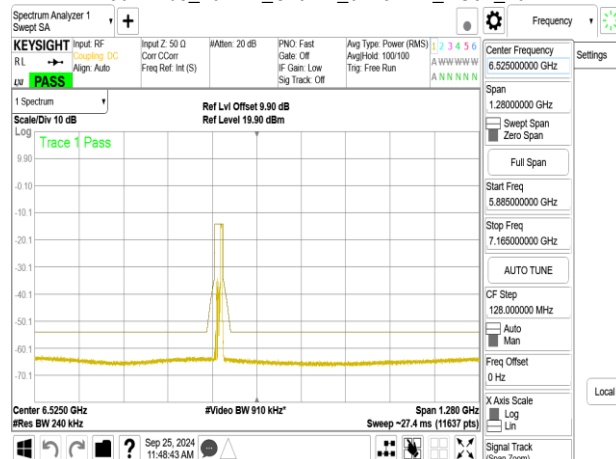 Spectrum Analyzer 1
Swept SA
Frequency
KEYSIGHT
RL
LXI
PASS
Input: RF
Coupling: DC
Align: Auto
Input Z: 50 Ω
Corr CCorr
Freq Ref: Int (S)
#Atten: 20 dB
PNO: Fast
Gate: Off
IF Gain: Low
Sig Track: Off
Avg Type: Power (RMS)
Avg|Hold: 100/100
Trig: Free Run
1 2 3 4 5 6
A W W W W W
A N N N N N
1 Spectrum
Scale/Div 10 dB
Ref Lvl Offset 9.90 dB
Ref Level 19.90 dBm
Log
Trace 1 Pass
9.90
-0.10
-10.1
-20.1
-30.1
-40.1
-50.1
-60.1
-70.1
Center 6.5250 GHz
#Res BW 240 kHz
#Video BW 910 kHz*
Span 1.280 GHz
Sweep ~27.4 ms (11637 pts)
Sep 25, 2024
11:48:43 AM
Center Frequency
6.525000000 GHz
Span
1.28000000 GHz
Swept Span
Zero Span
Full Span
Start Freq
5.885000000 GHz
Stop Freq
7.165000000 GHz
AUTO TUNE
CF Step
128.000000 MHz
Auto
Man
Freq Offset
0 Hz
X Axis Scale
Log
Lin
Signal Track
(Span Zoom)
Settings
Local